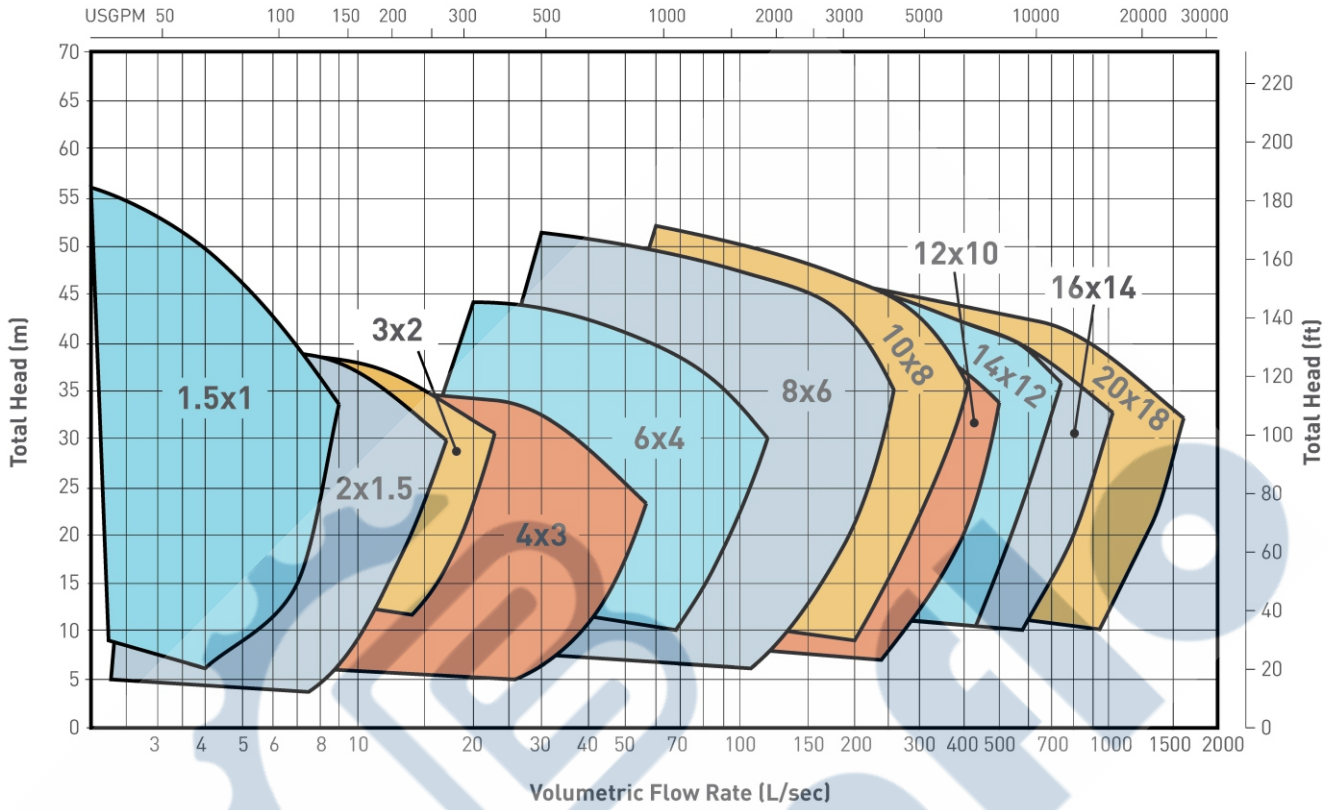 USGPM 50 100 150 200 300 500 1000 2000 3000 5000 10000 20000 30000
70
65
60
55
50
45
40
35
30
25
20
15
10
5
0
Total Head (m)
1.5x1
2x1.5
3x2
4x3
6x4
8x6
10x8
12x10
14x12
16x14
20x18
220
200
180
160
140
120
100
80
60
40
20
0
Total Head (ft)
3 4 5 6 8 10 20 30 40 50 70 100 150 200 300 400 500 700 1000 1500 2000
Volumetric Flow Rate (L/sec)